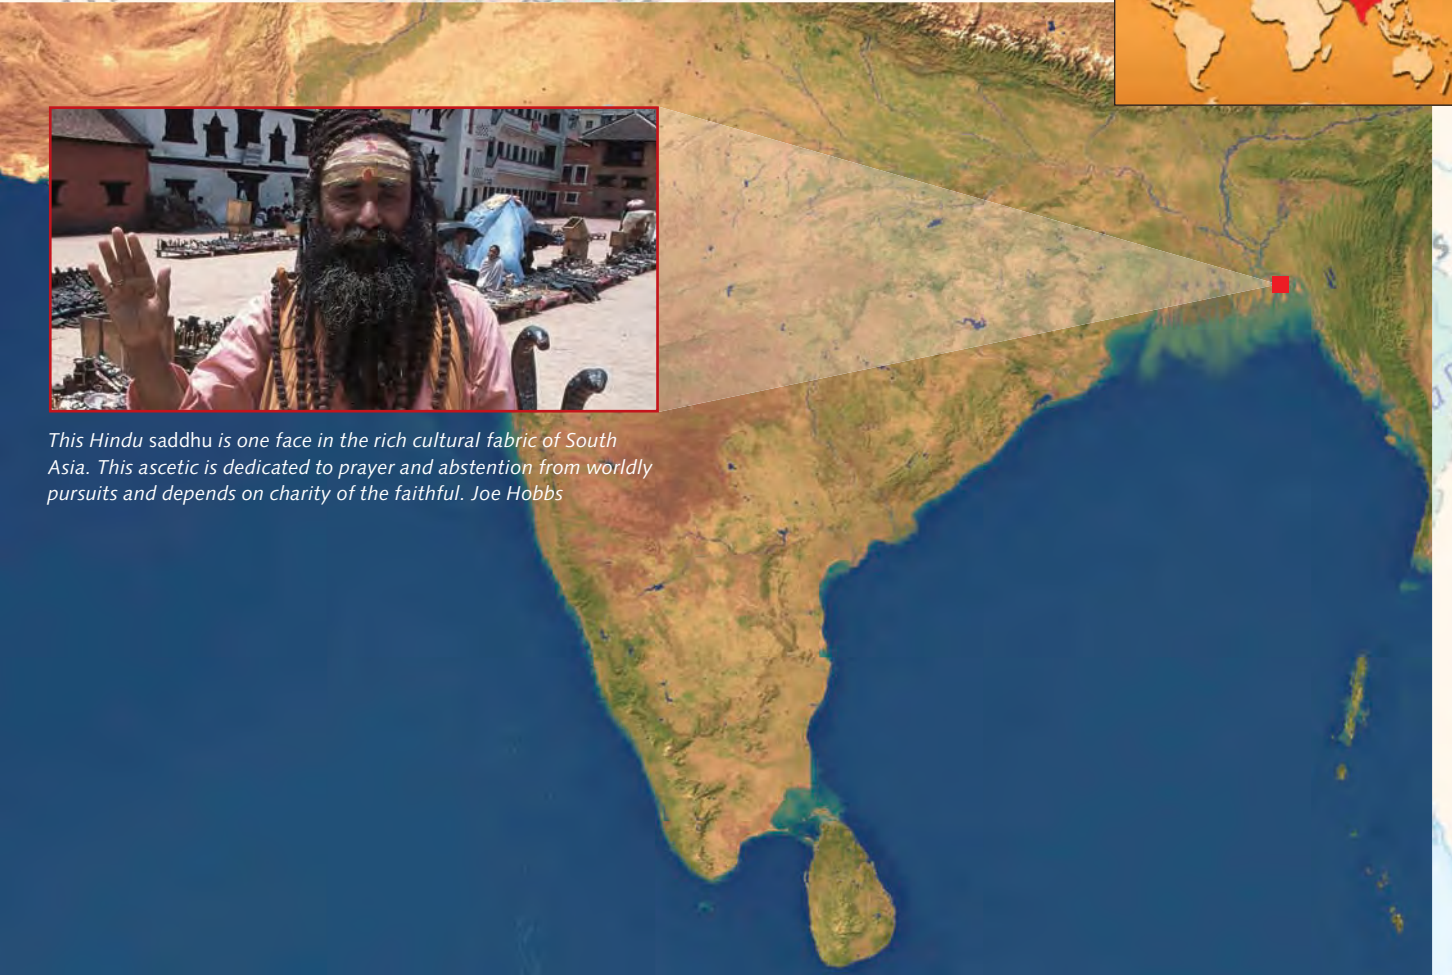 This Hindu saddhu is one face in the rich cultural fabric of South
Asia. This ascetic is dedicated to prayer and abstention from worldly
pursuits and depends on charity of the faithful. Joe Hobbs